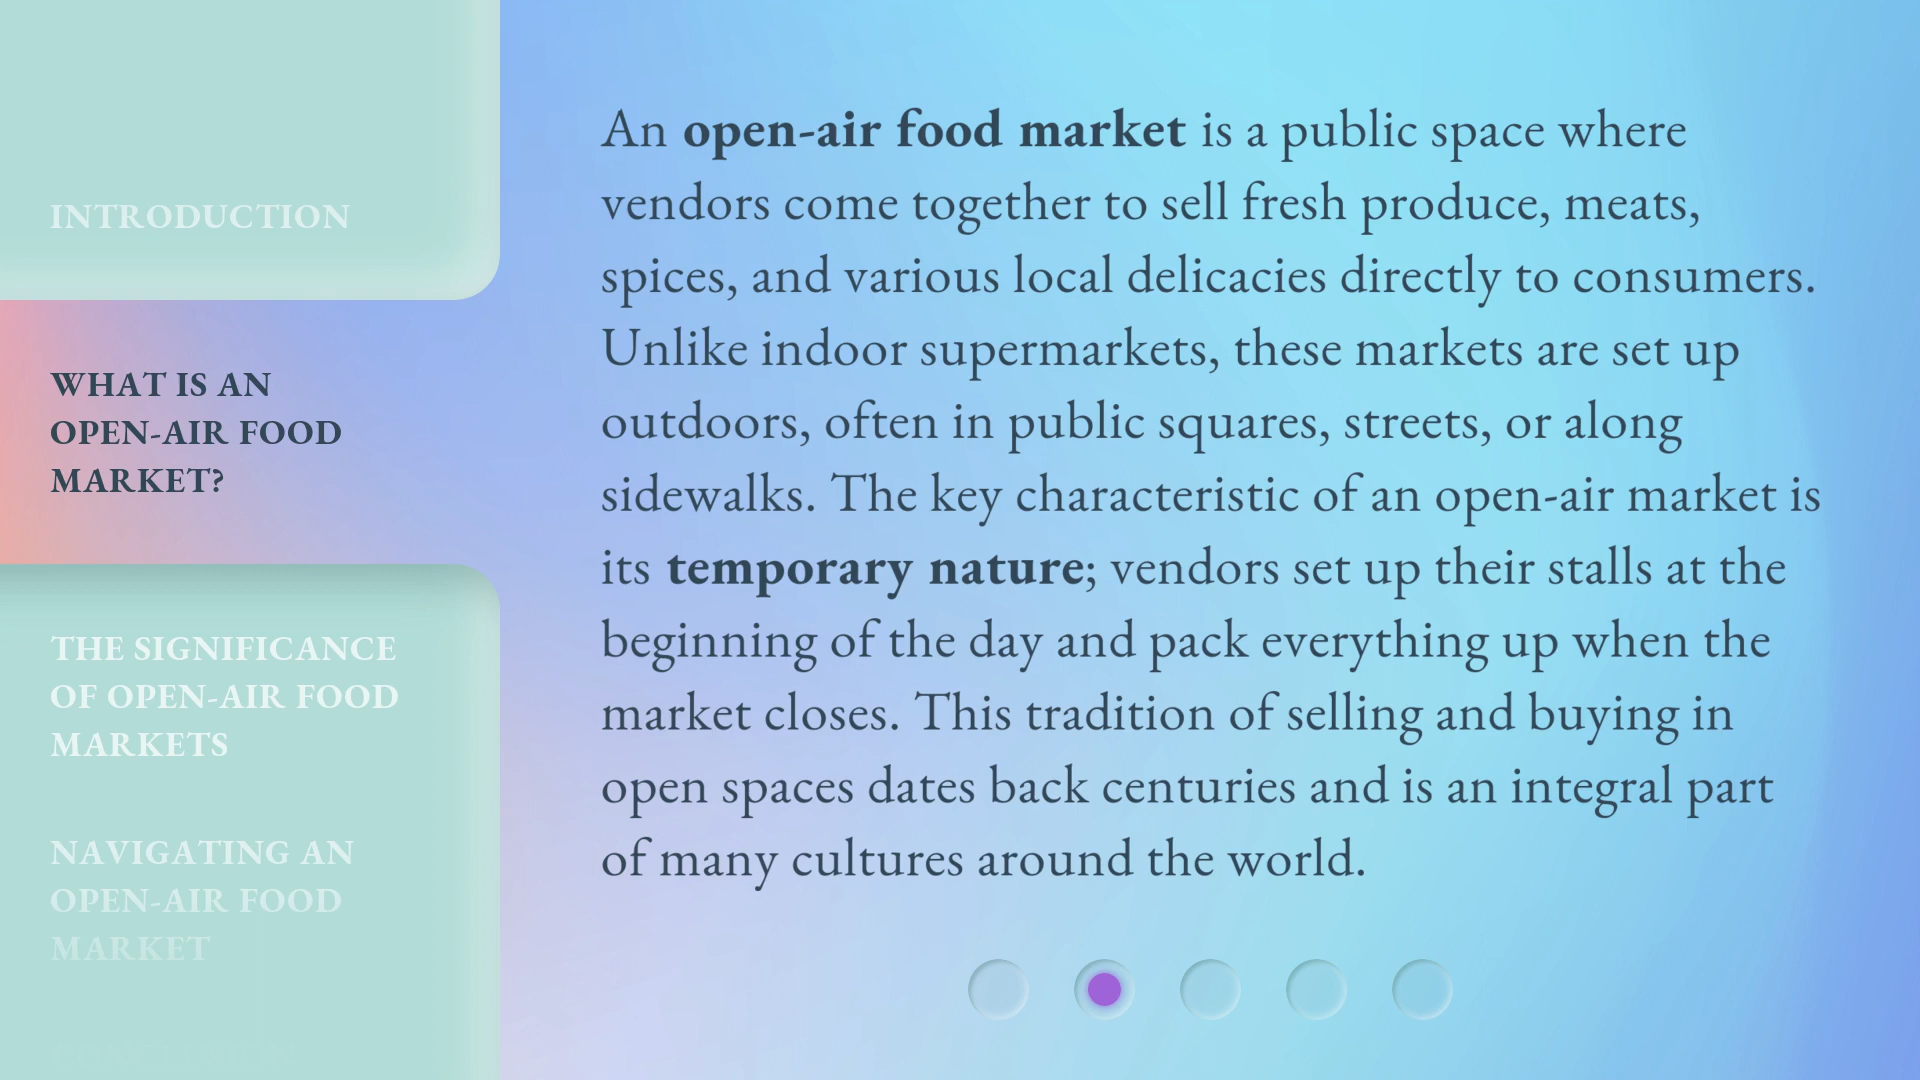 INTRODUCTION
WHAT IS AN
OPEN-AIR FOOD
MARKET?
THE SIGNIFICANCE
OF OPEN-AIR FOOD
MARKETS
NAVIGATING AN
OPEN-AIR FOOD
MARKET
An open-air food market is a public space where
vendors come together to sell fresh produce, meats,
spices, and various local delicacies directly to consumers.
Unlike indoor supermarkets, these markets are set up
outdoors, often in public squares, streets, or along
sidewalks. The key characteristic of an open-air market is
its temporary nature; vendors set up their stalls at the
beginning of the day and pack everything up when the
market closes. This tradition of selling and buying in
open spaces dates back centuries and is an integral part
of many cultures around the world.